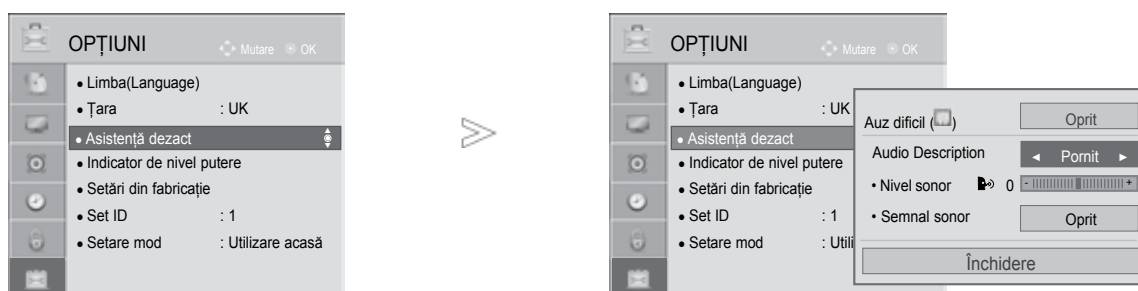 OPȚIUNI
Mutare OK
• Limba(Language)
• Țara : UK
• Asistență dezact
• Indicator de nivel putere
• Setări din fabricație
• Set ID : 1
• Setare mod : Utilizare acasă
OPȚIUNI
Mutare OK
• Limba(Language)
• Țara : UK
• Asistență dezact
• Indicator de nivel putere
• Setări din fabricație
• Set ID : 1
• Setare mod : Utili
Auz dificil ( ) Oprit
Audio Description ◄ Pornit ►
• Nivel sonor 0 - +
• Semnal sonor Oprit
Închidere